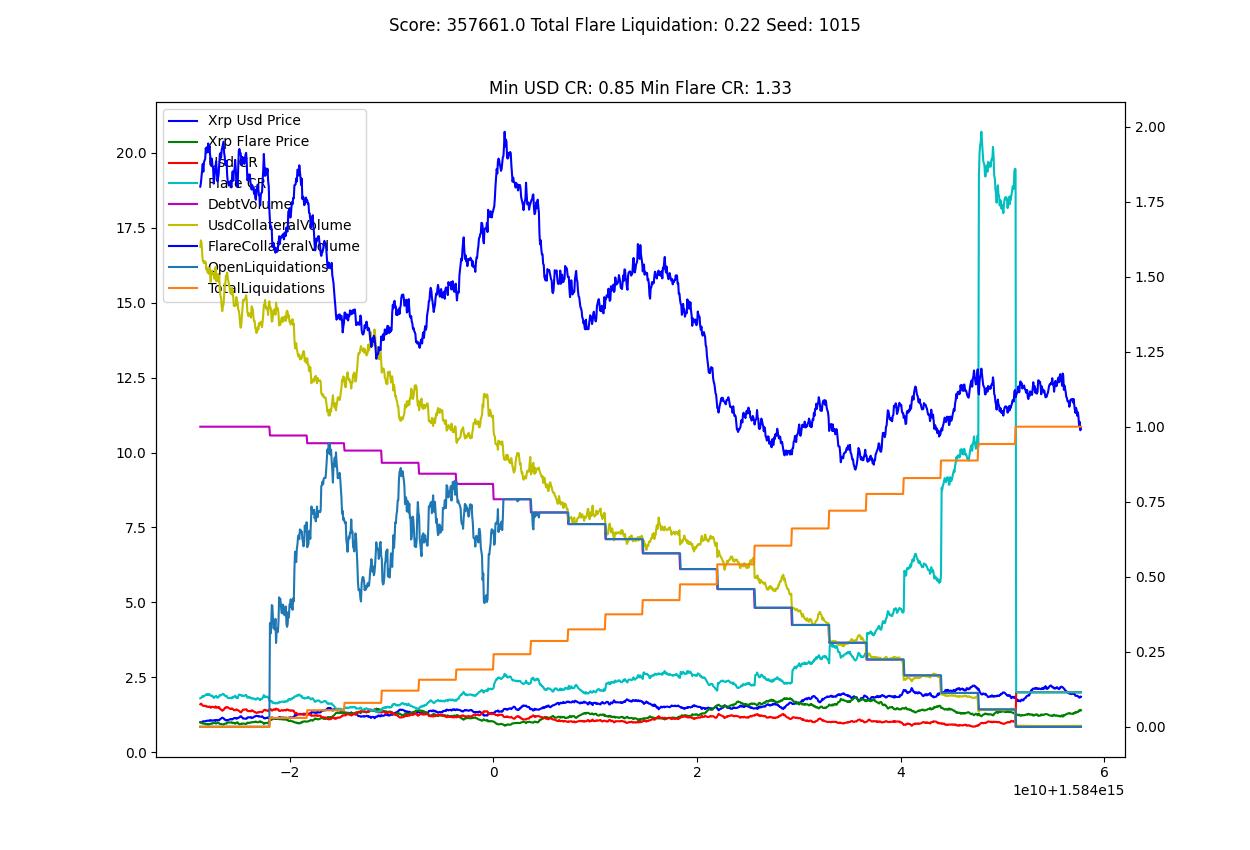 Score: 357661.0 Total Flare Liquidation: 0.22 Seed: 1015
Min USD CR: 0.85 Min Flare CR: 1.33
Xrp Usd Price
Xrp Flare Price
Usd CR
Flare CR
DebtVolume
UsdCollateralVolume
FlareCollateralVolume
OpenLiquidations
TotalLiquidations
20.0
17.5
15.0
12.5
10.0
7.5
5.0
2.5
0.0
2.00
1.75
1.50
1.25
1.00
0.75
0.50
0.25
0.00
−2 0 2 4 6
1e10+1.584e15